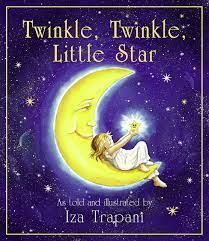 Twinkle, Twinkle,
Little Star
As told and illustrated by
Iza Trapani